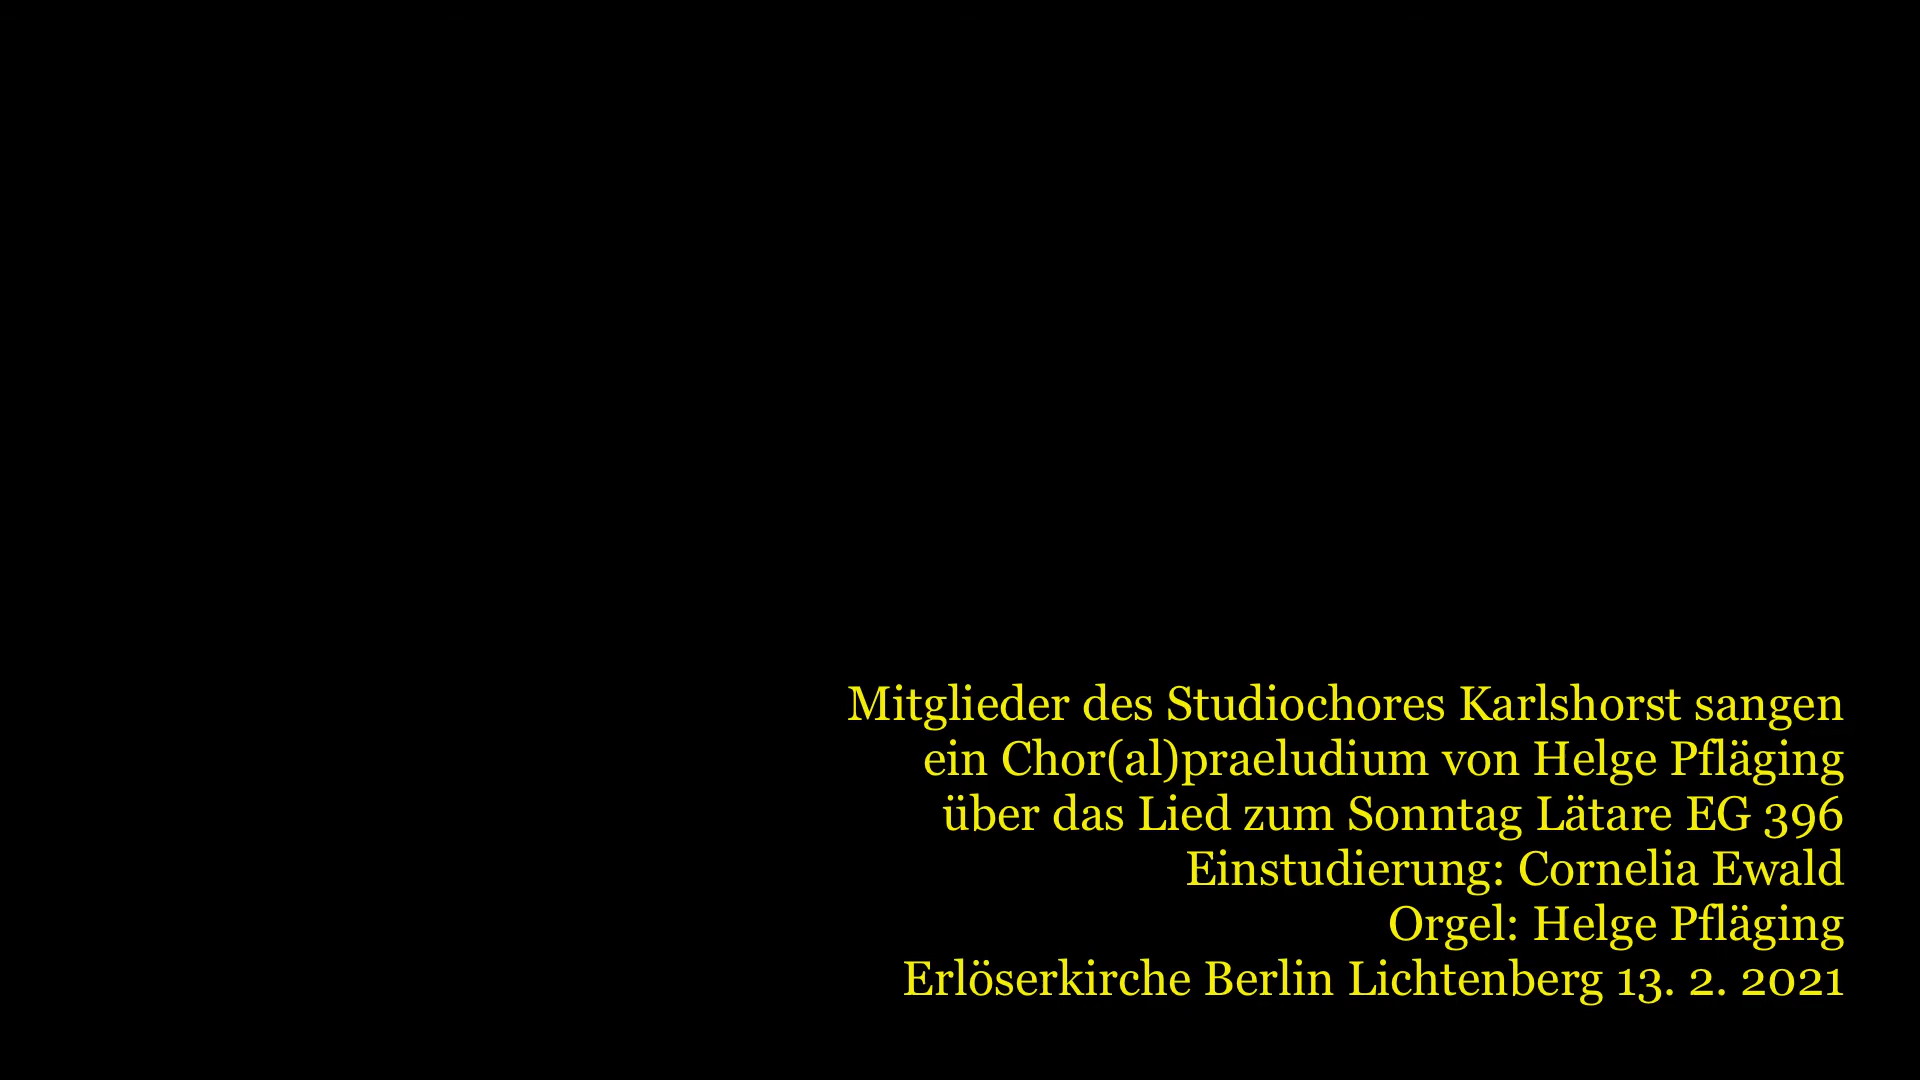 Mitglieder des Studiochores Karlshorst sangen
ein Chor(al)praeludium von Helge Pfläging
über das Lied zum Sonntag Lätare EG 396
Einstudierung: Cornelia Ewald
Orgel: Helge Pfläging
Erlöserkirche Berlin Lichtenberg 13. 2. 2021